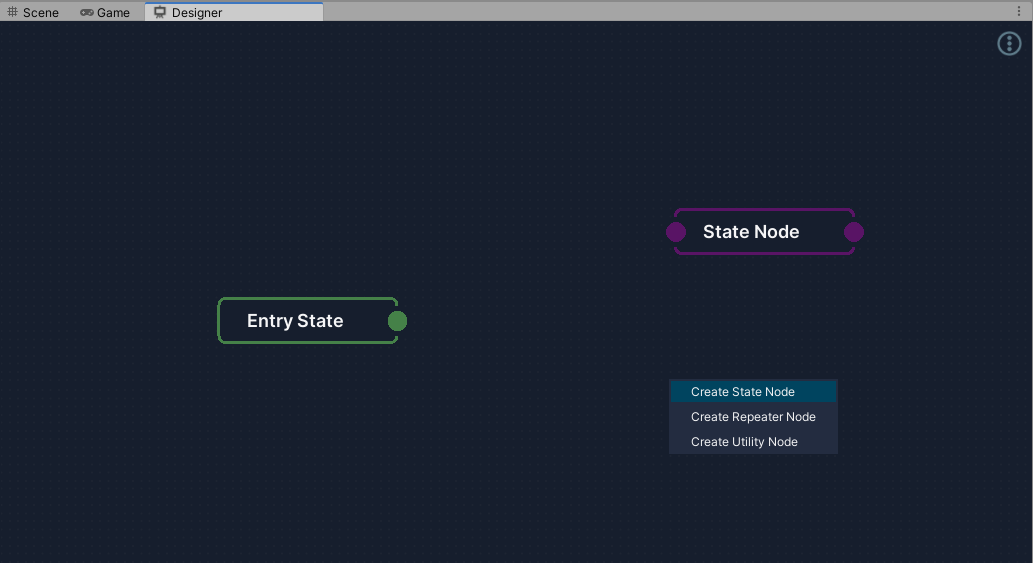 Scene Game Designer
State Node
Entry State
Create State Node
Create Repeater Node
Create Utility Node